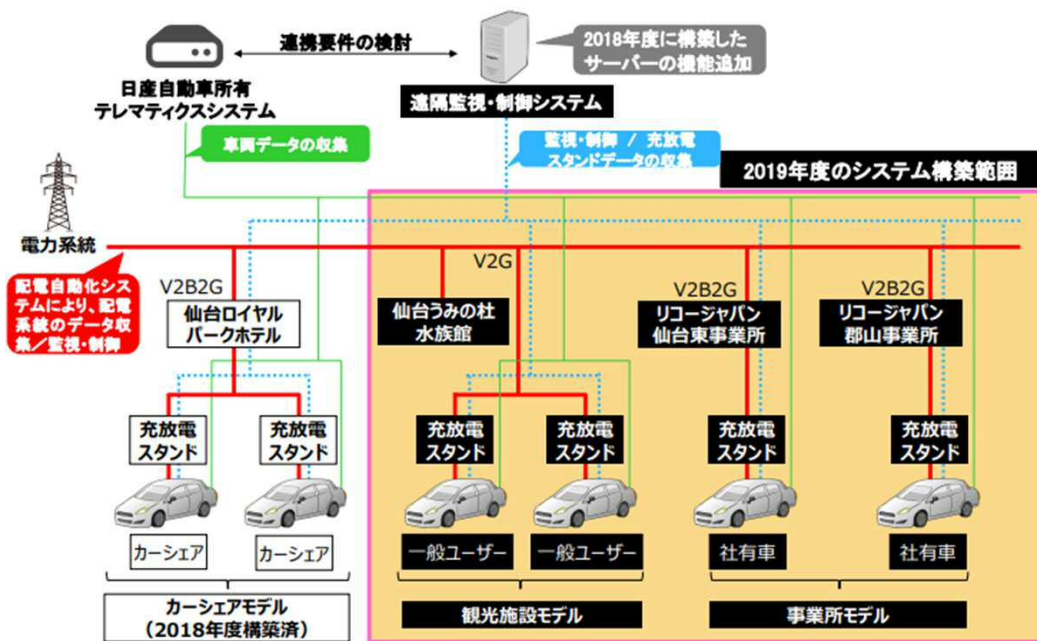 連携要件の検討
2018年度に構築した
サーバーの機能追加
日産自動車所有
テレマティクスシステム
遠隔監視・制御システム
車両データの収集
監視・制御 / 充放電
スタンドデータの収集
2019年度のシステム構築範囲
電力系統
配電自動化シス
テムにより、配電
系統のデータ収
集／監視・制御
V2B2G
仙台ロイヤル
パークホテル
仙台うみの杜
水族館
V2G
V2B2G
リコージャパン
仙台東事業所
V2B2G
リコージャパン
郡山事業所
充放電
スタンド
充放電
スタンド
充放電
スタンド
充放電
スタンド
充放電
スタンド
充放電
スタンド
カーシェア
カーシェア
一般ユーザー
一般ユーザー
社有車
社有車
カーシェアモデル
（2018年度構築済）
観光施設モデル
事業所モデル